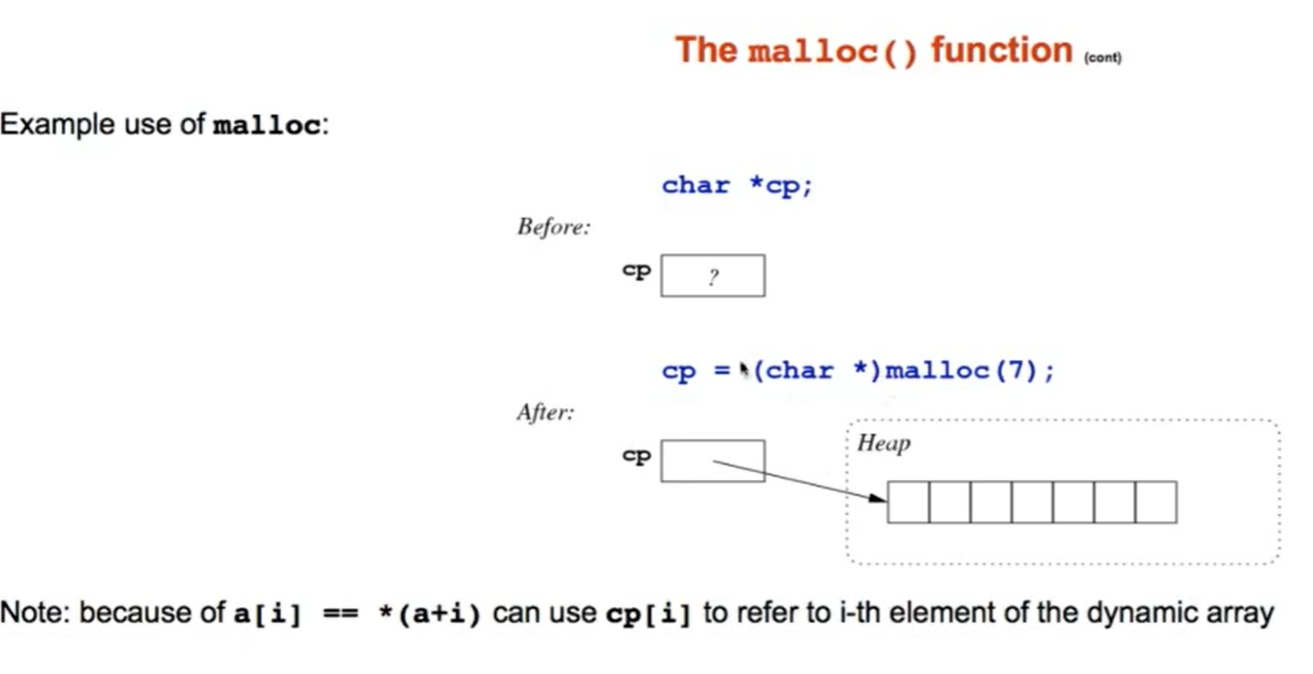 The malloc() function (cont)
Example use of malloc:
char *cp;
Before:
cp ?
cp = (char *)malloc(7);
After:
cp
Heap
Note: because of a[i] == *(a+i) can use cp[i] to refer to i-th element of the dynamic array